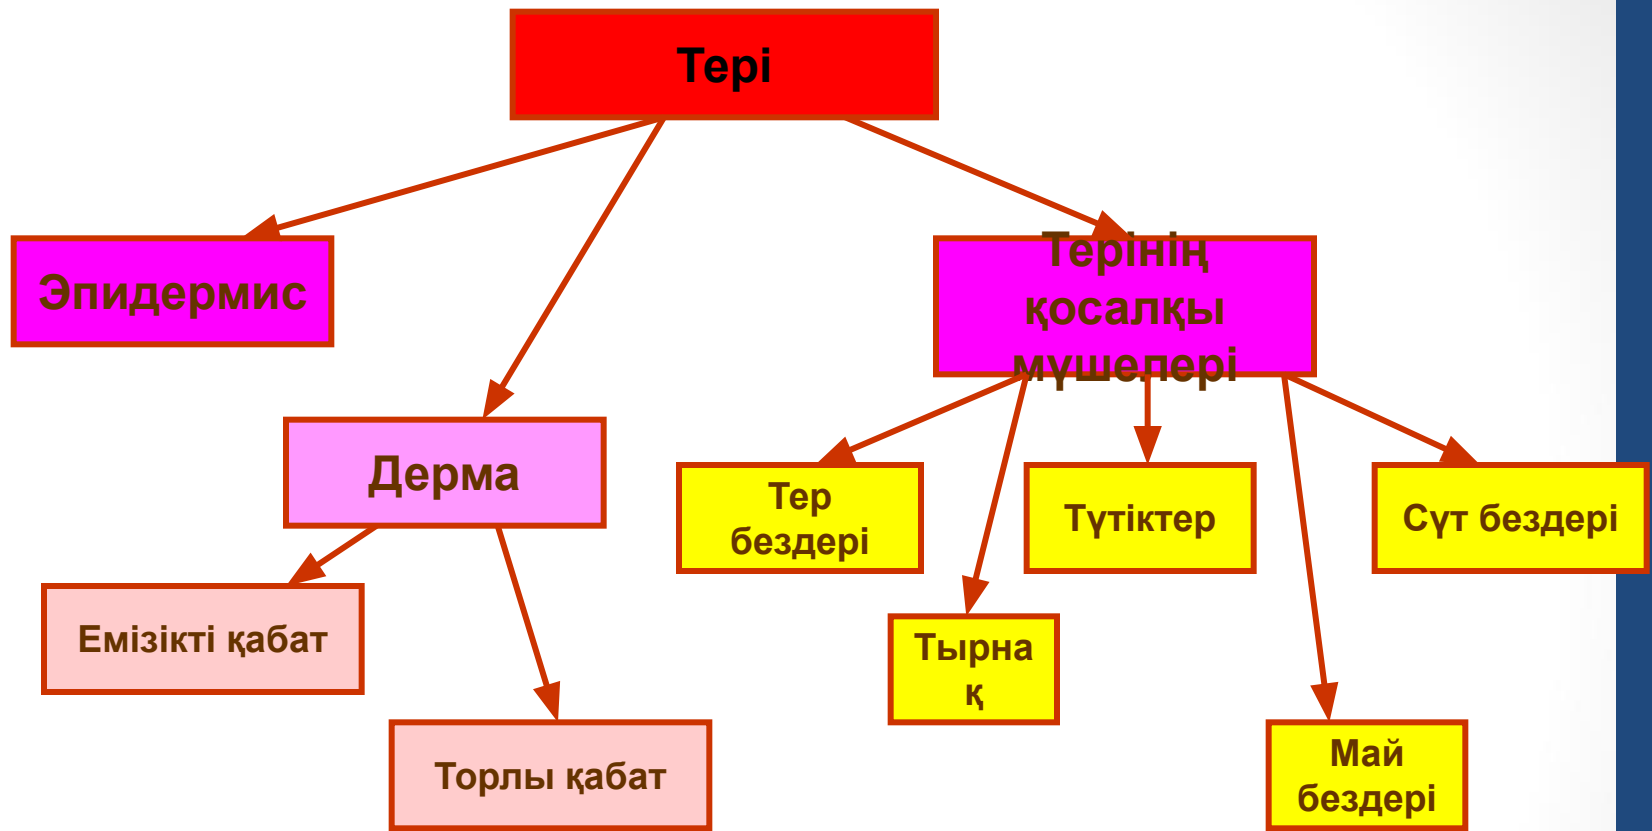 Тері
Эпидермис
Терінің
қосалқы
мүшелері
Дерма
Тер
бездері
Түтіктер
Сүт бездері
Емізікті қабат
Тырна
қ
Торлы қабат
Май
бездері